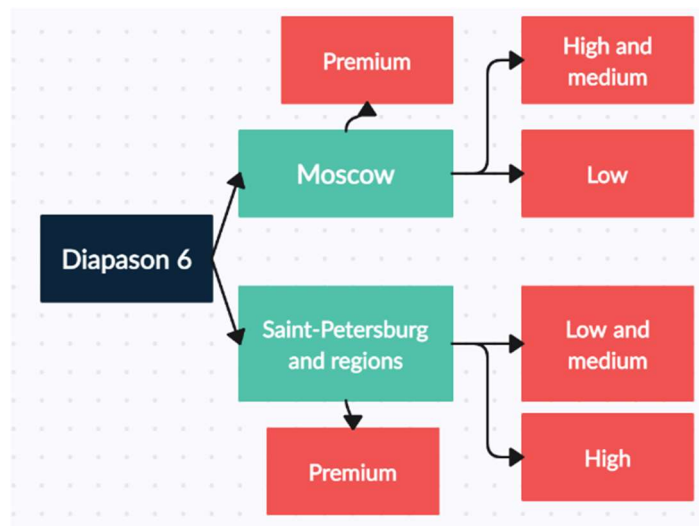 Premium
High and
medium
Moscow
Low
Diapason 6
Saint-Petersburg
and regions
Low and
medium
Premium
High